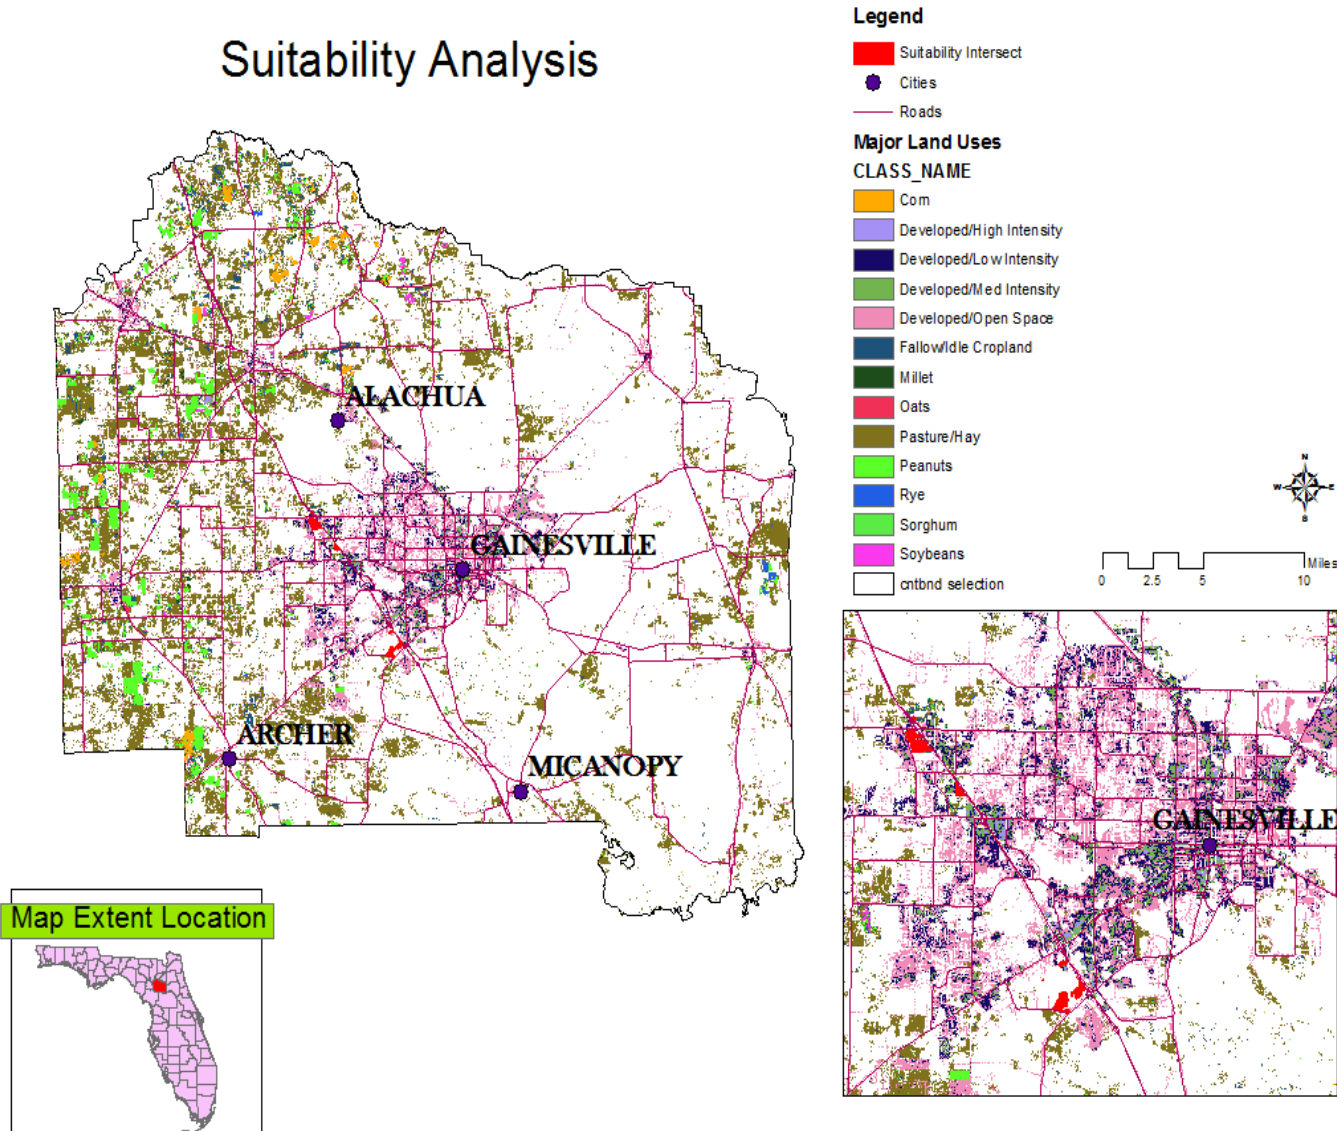 Suitability Analysis
Legend
Suitability Intersect
Cities
Roads
Major Land Uses
CLASS_NAME
Corn
Developed/High Intensity
Developed/Low Intensity
Developed/Med Intensity
Developed/Open Space
Fallow/Idle Cropland
Millet
Oats
Pasture/Hay
Peanuts
Rye
Sorghum
Soybeans
cntbnd selection
N
W E
S
Miles
0 2.5 5 10
ALACHUA
GAINESVILLE
ARCHER
MICANOPY
GAINESVILLE
Map Extent Location